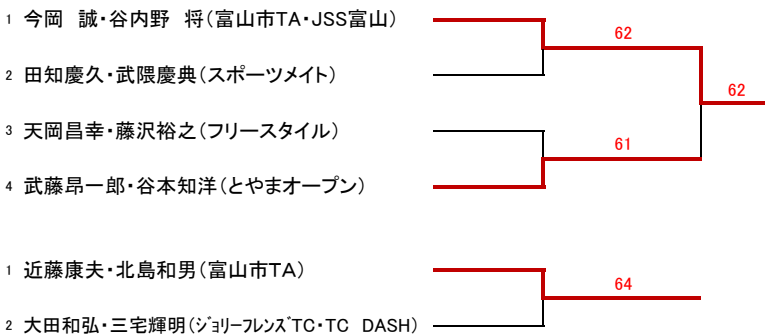 1 今岡　誠・谷内野　将(富山市TA・JSS富山)
62
2 田知慶久・武隈慶典(スポーツメイト)
62
3 天岡昌幸・藤沢裕之(フリースタイル)
61
4 武藤昂一郎・谷本知洋(とやまオープン)
1 近藤康夫・北島和男(富山市TA)
64
2 大田和弘・三宅輝明(ｼﾞｮﾘｰﾌﾚﾝｽﾞTC・TC　DASH)